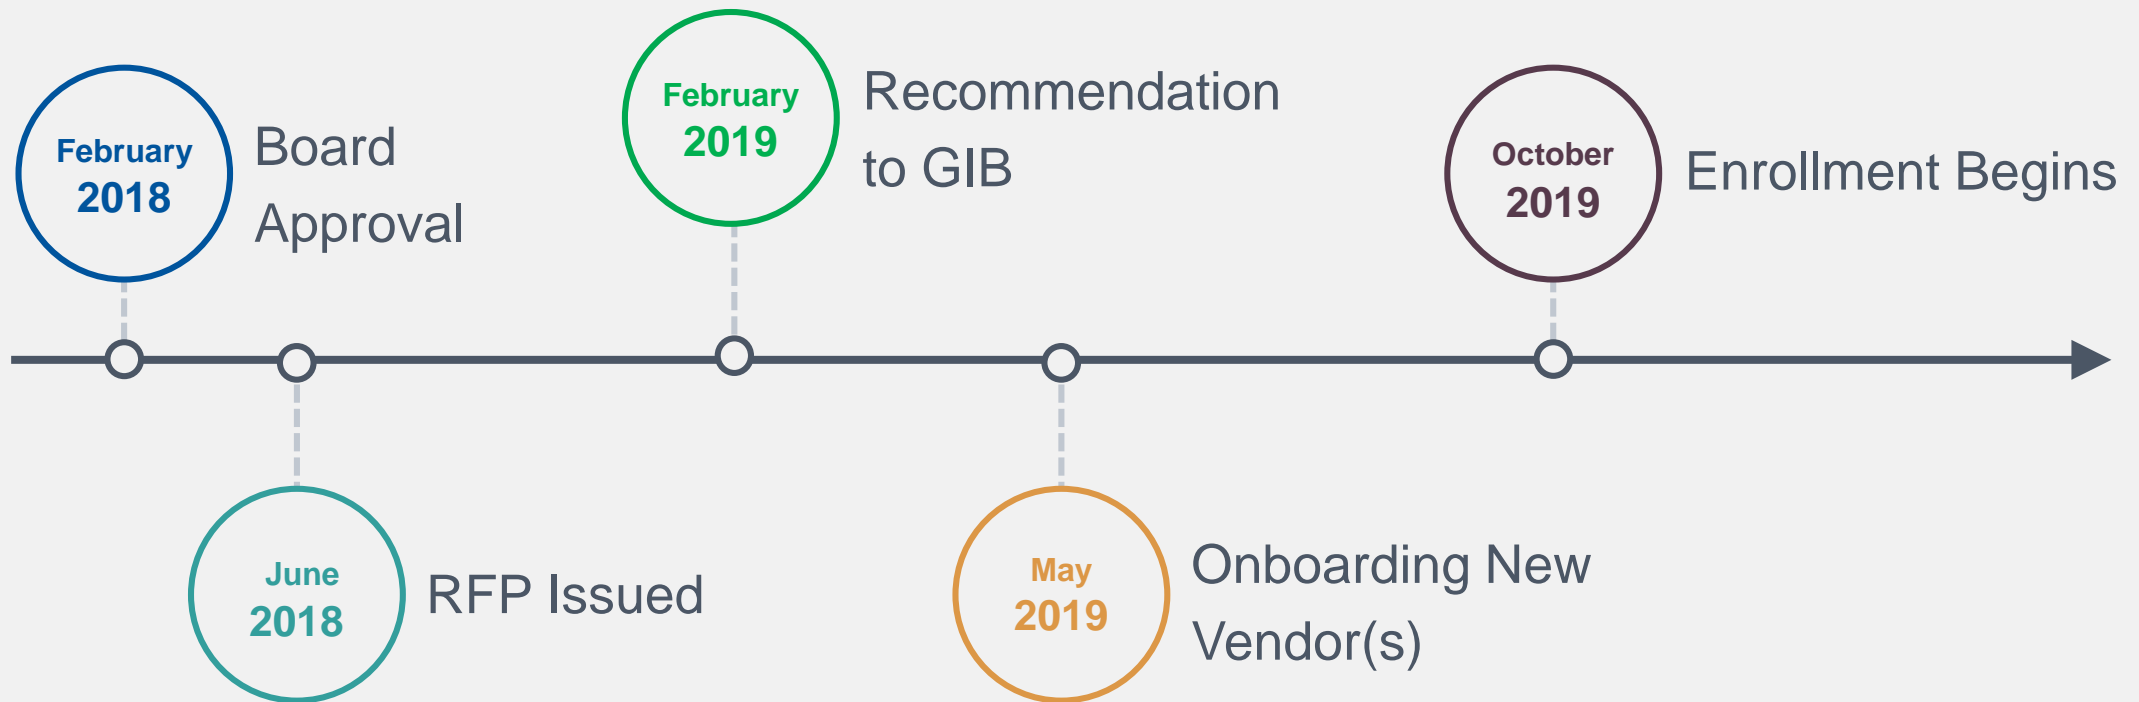 February
2018
Board
Approval
June
2018
RFP Issued
February
2019
Recommendation
to GIB
May
2019
Onboarding New
Vendor(s)
October
2019
Enrollment Begins